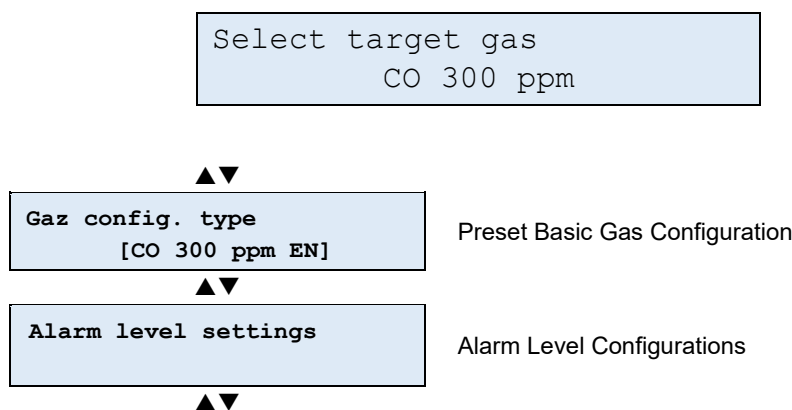 Select target gas
CO 300 ppm
▲▼
Gaz config. type
[CO 300 ppm EN]
Preset Basic Gas Configuration
▲▼
Alarm level settings
Alarm Level Configurations
▲▼